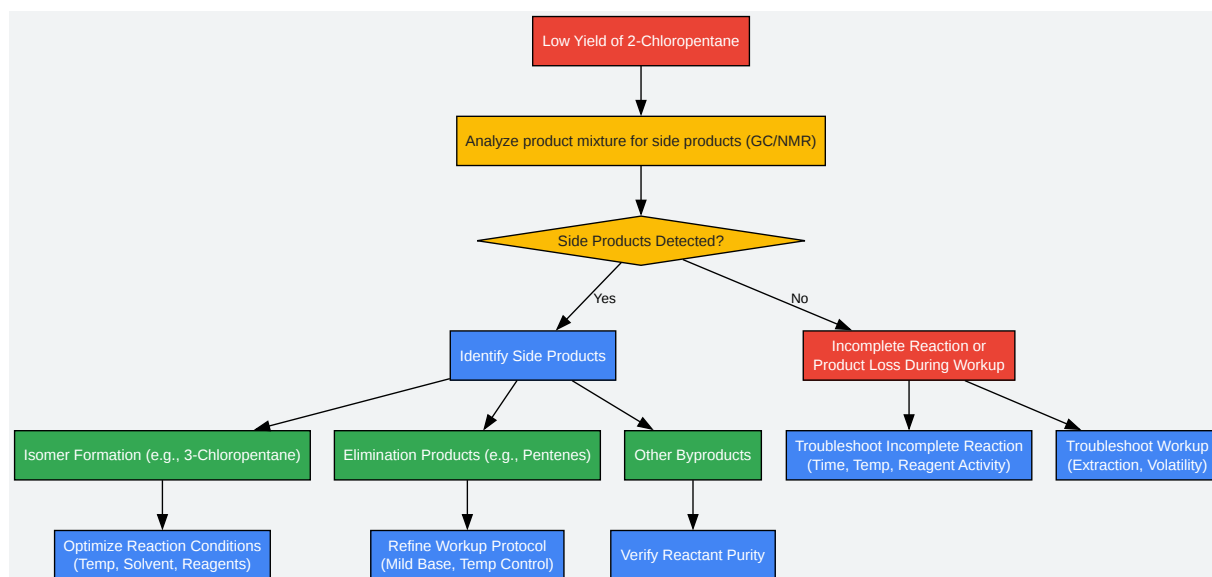 Low Yield of 2-Chloropentane
Analyze product mixture for side products (GC/NMR)
Side Products Detected?
Yes
No
Identify Side Products
Incomplete Reaction or
Product Loss During Workup
Isomer Formation (e.g., 3-Chloropentane)
Elimination Products (e.g., Pentenes)
Other Byproducts
Troubleshoot Incomplete Reaction
(Time, Temp, Reagent Activity)
Troubleshoot Workup
(Extraction, Volatility)
Optimize Reaction Conditions
(Temp, Solvent, Reagents)
Refine Workup Protocol
(Mild Base, Temp Control)
Verify Reactant Purity